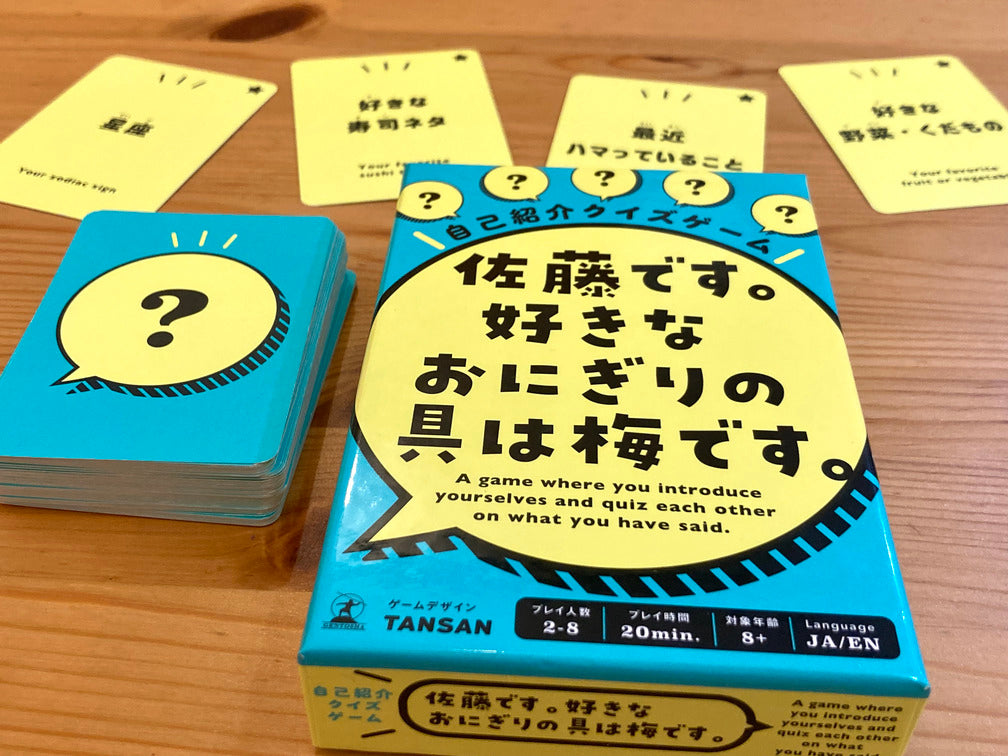 星座
Your zodiac sign
好きな
寿司ネタ
Your favorite
sushi
最近
ハマっていること
好きな
野菜・くだもの
Your favorite
fruit or vegetable
?
?
?
?
?
?
自己紹介クイズゲーム
佐藤です。
好きな
おにぎりの
具は梅です。
A game where you introduce
yourselves and quiz each other
on what you have said.
GENTOSHA
ゲームデザイン
TANSAN
プレイ人数
2-8
プレイ時間
20min.
対象年齢
8+
Language
JA/EN
自己紹介
クイズ
ゲーム
佐藤です。好きな
おにぎりの具は梅です。
A game where
you introduce
yourselves and
quiz each other
on what
you have said